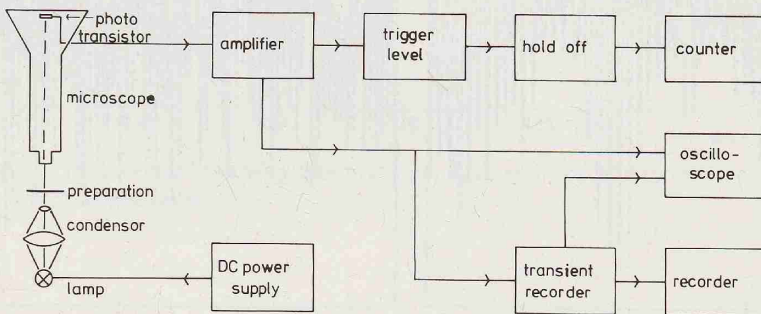 photo
transistor
amplifier
trigger
level
hold off
counter
microscope
oscillo-
scope
preparation
condensor
DC power
supply
transient
recorder
recorder
lamp